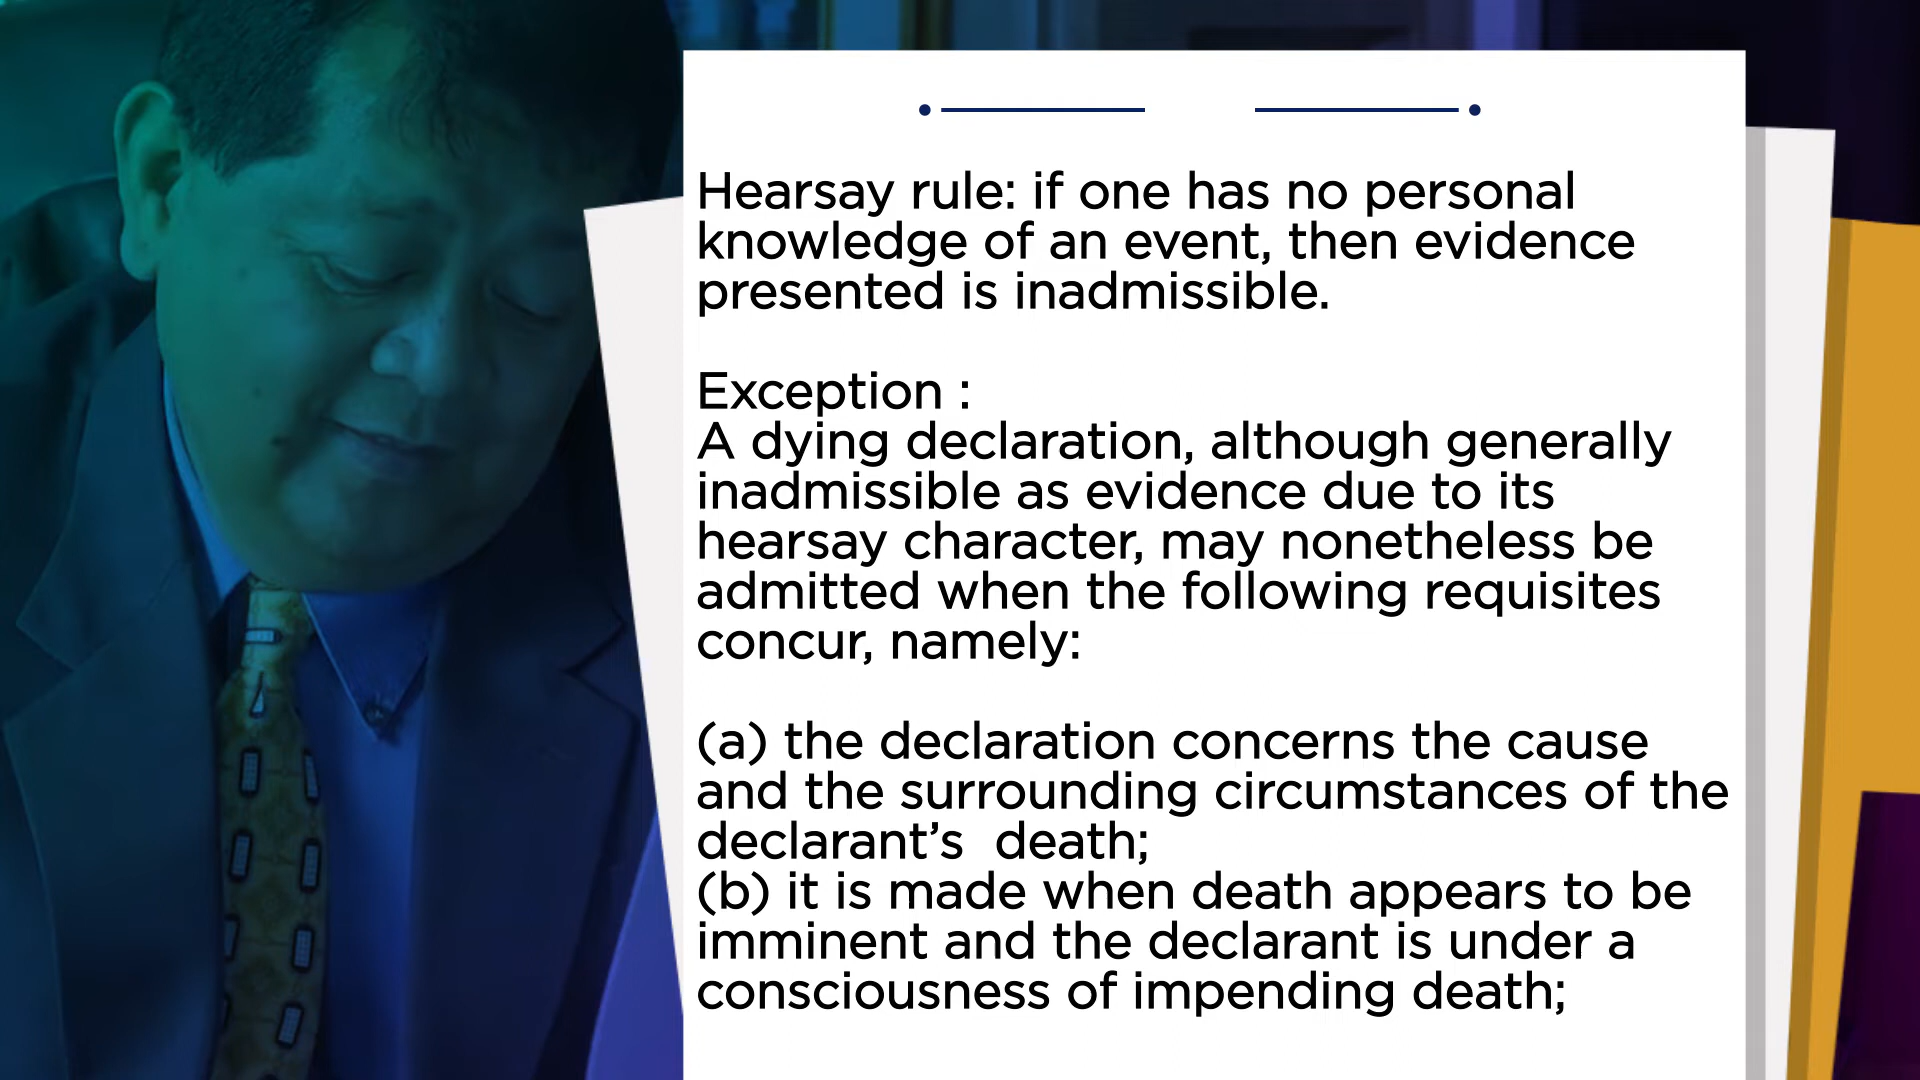 Hearsay rule: if one has no personal
knowledge of an event, then evidence
presented is inadmissible.
Exception :
A dying declaration, although generally
inadmissible as evidence due to its
hearsay character, may nonetheless be
admitted when the following requisites
concur, namely:
(a) the declaration concerns the cause
and the surrounding circumstances of the
declarant’s  death;
(b) it is made when death appears to be
imminent and the declarant is under a
consciousness of impending death;